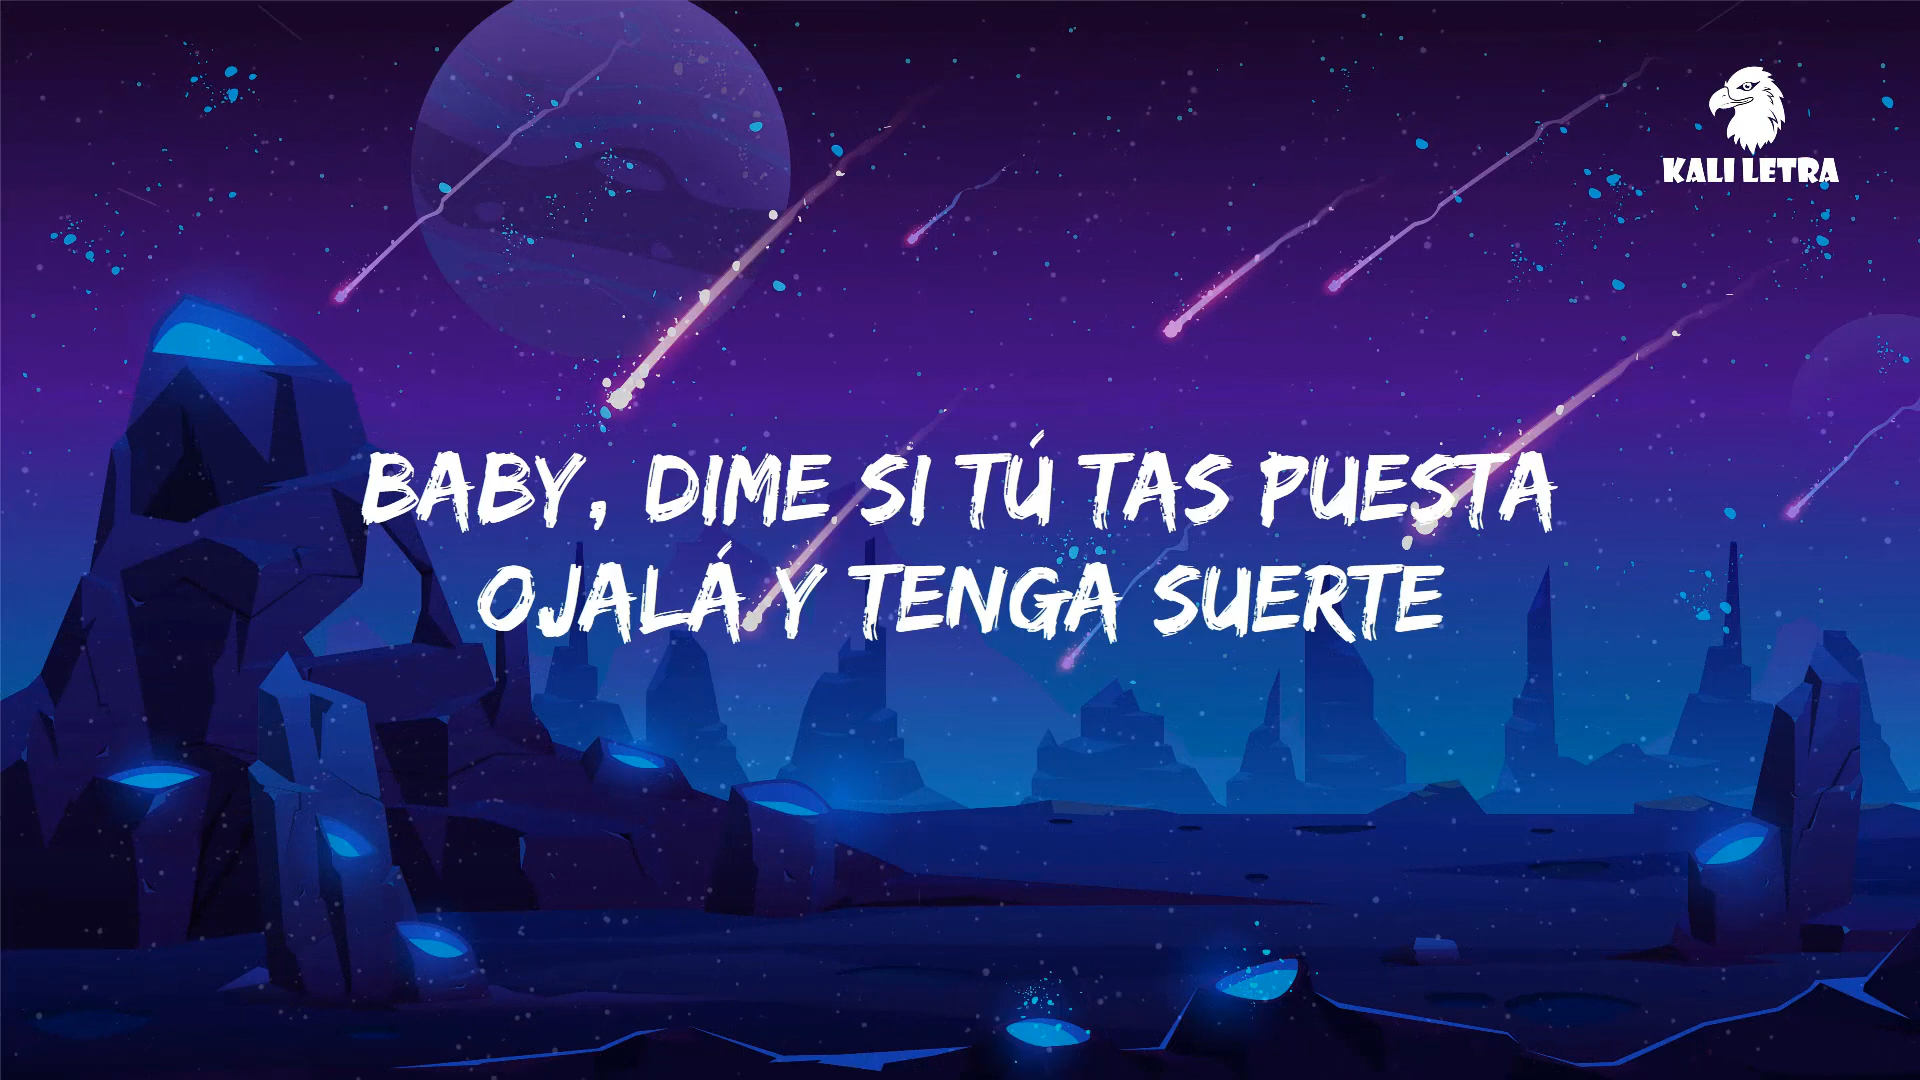 KALI LETRA
BABY, DIME SI TÚ TAS PUESTA
OJALÁ Y TENGA SUERTE